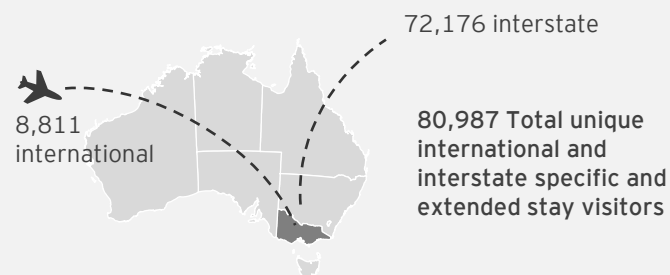 72,176 interstate
8,811
international
80,987 Total unique
international and
interstate specific and
extended stay visitors